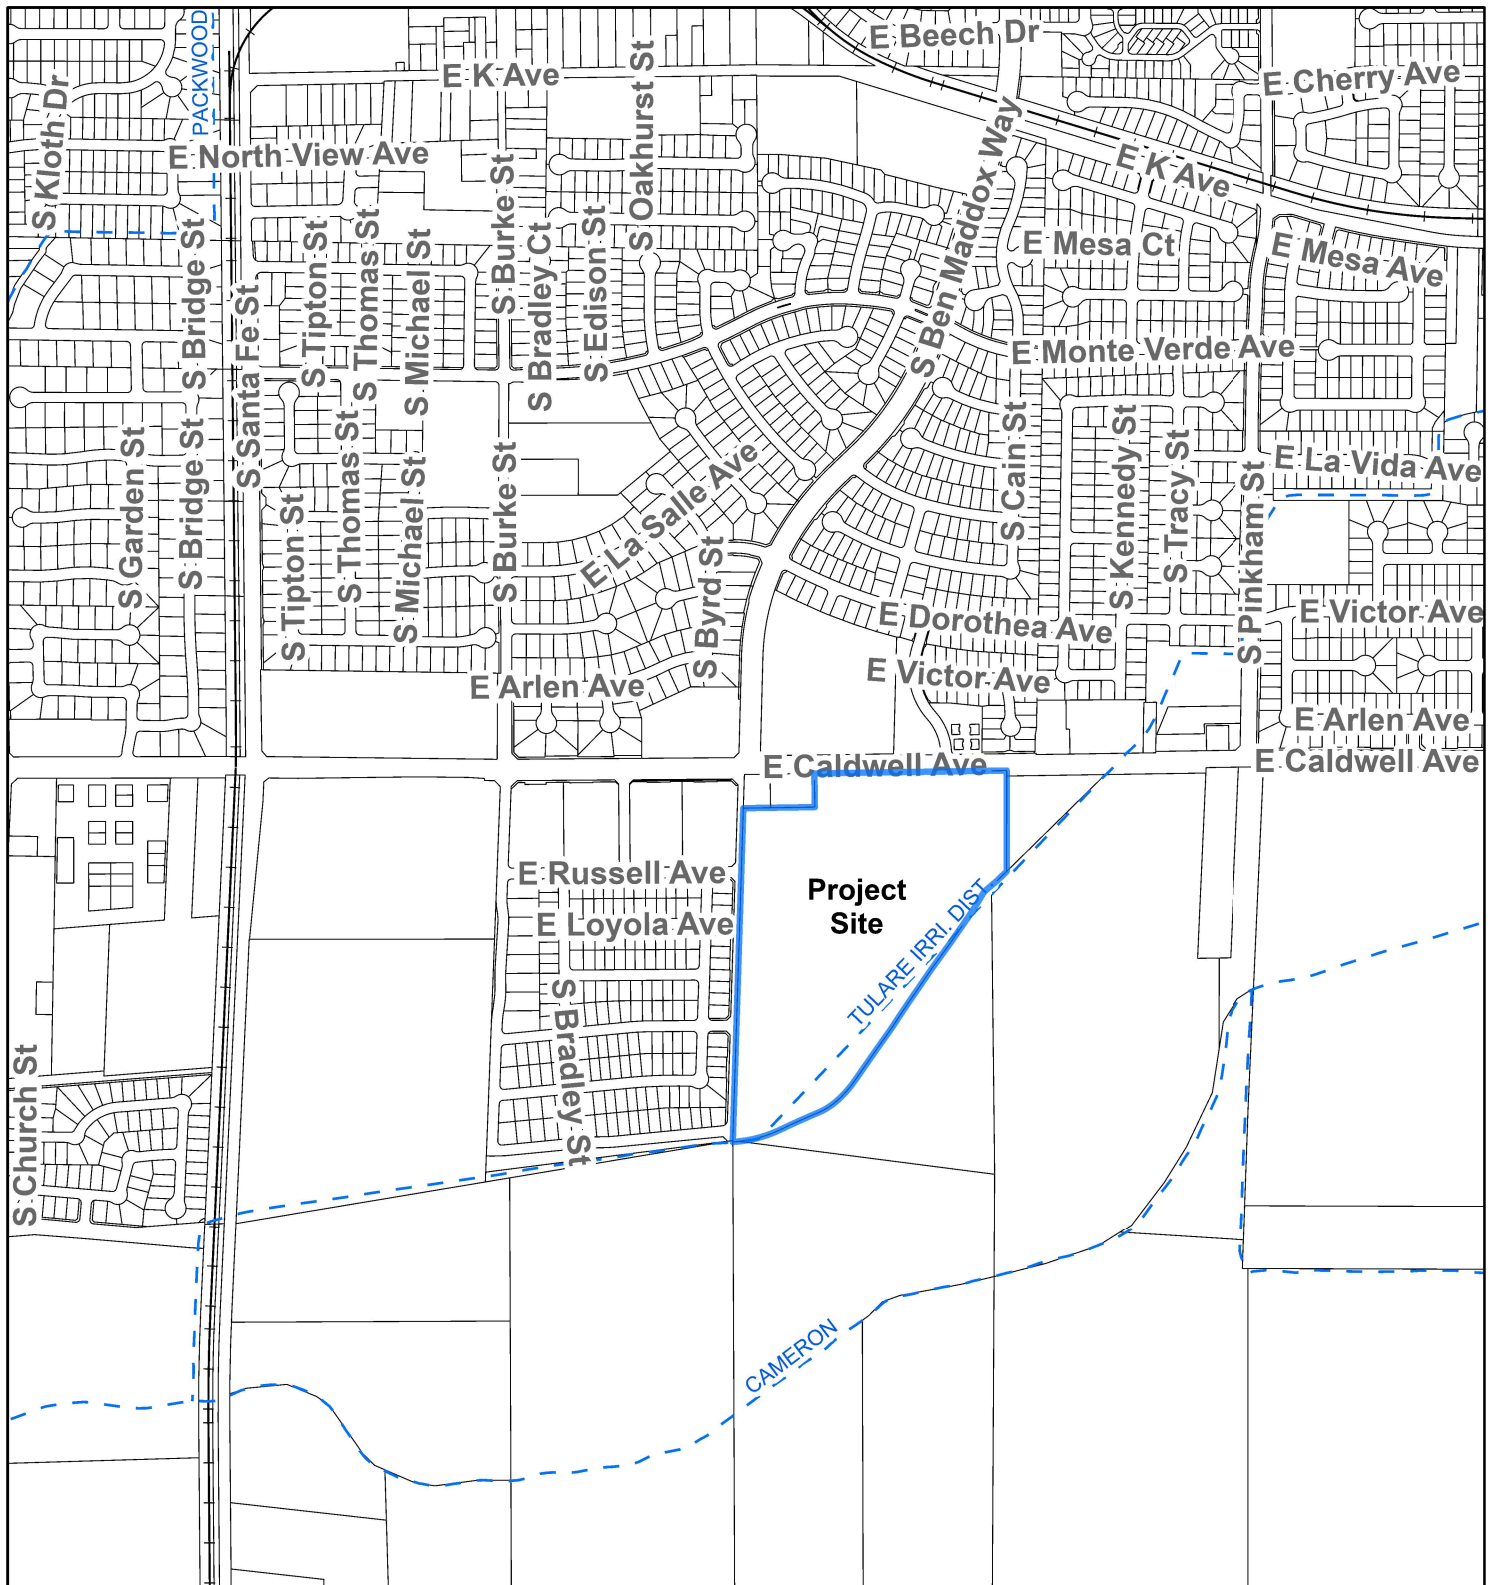 PACKWOOD
E Beech Dr
E K Ave
E Cherry Ave
S Kloth Dr
S Oakhurst St
S Ben Maddox Way
E North View Ave
E K Ave
S Burke St
S Bridge St
S Tipton St
S Thomas St
S Michael St
S Bradley Ct
S Edison St
E Mesa Ct
E Mesa Ave
S Santa Fe St
E Monte Verde Ave
S Garden St
S Bridge St
S Tipton St
S Thomas St
S Michael St
S Burke St
E La Salle Ave
S Cain St
S Kennedy St
S Tracy St
S Pinkham St
E La Vida Ave
S Byrd St
E Dorothea Ave
E Victor Ave
E Victor Ave
E Arlen Ave
E Arlen Ave
E Caldwell Ave
E Caldwell Ave
E Russell Ave
E Loyola Ave
Project
Site
TULARE IRRI. DIST
S Bradley St
S Church St
CAMERON